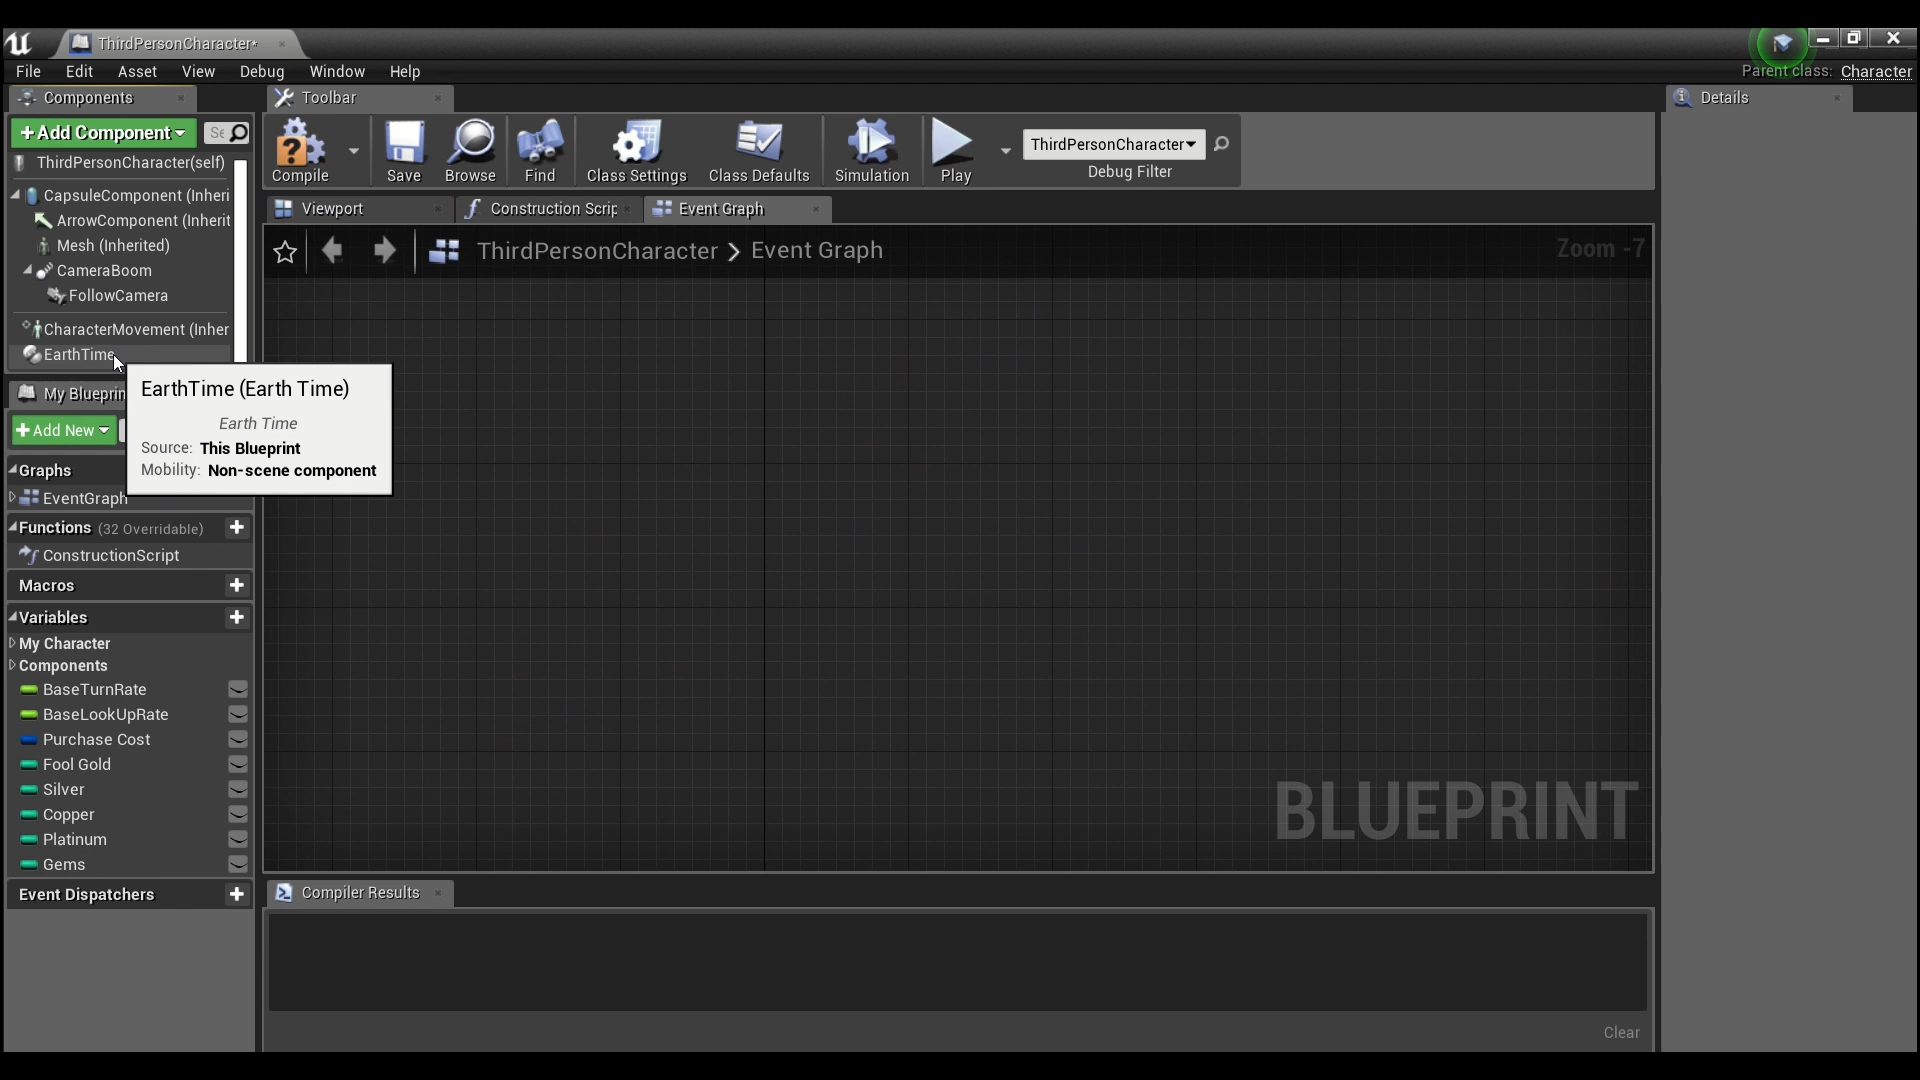 ThirdPersonCharacter*
File Edit Asset View Debug Window Help
Parent class: Character
Components
Toolbar
Details
+ Add Component
Se
ThirdPersonCharacter(self)
CapsuleComponent (Inheri
ArrowComponent (Inherit
Mesh (Inherited)
CameraBoom
FollowCamera
CharacterMovement (Inher
EarthTime
Compile
Save
Browse
Find
Class Settings
Class Defaults
Simulation
Play
ThirdPersonCharacter
Debug Filter
Viewport
Construction Scrip
Event Graph
ThirdPersonCharacter > Event Graph
Zoom -7
EarthTime (Earth Time)
Earth Time
Source: This Blueprint
Mobility: Non-scene component
My Blueprin
+ Add New
Graphs
EventGraph
Functions (32 Overridable)
ConstructionScript
Macros
Variables
My Character
Components
BaseTurnRate
BaseLookUpRate
Purchase Cost
Fool Gold
Silver
Copper
Platinum
Gems
Event Dispatchers
BLUEPRINT
Compiler Results
Clear